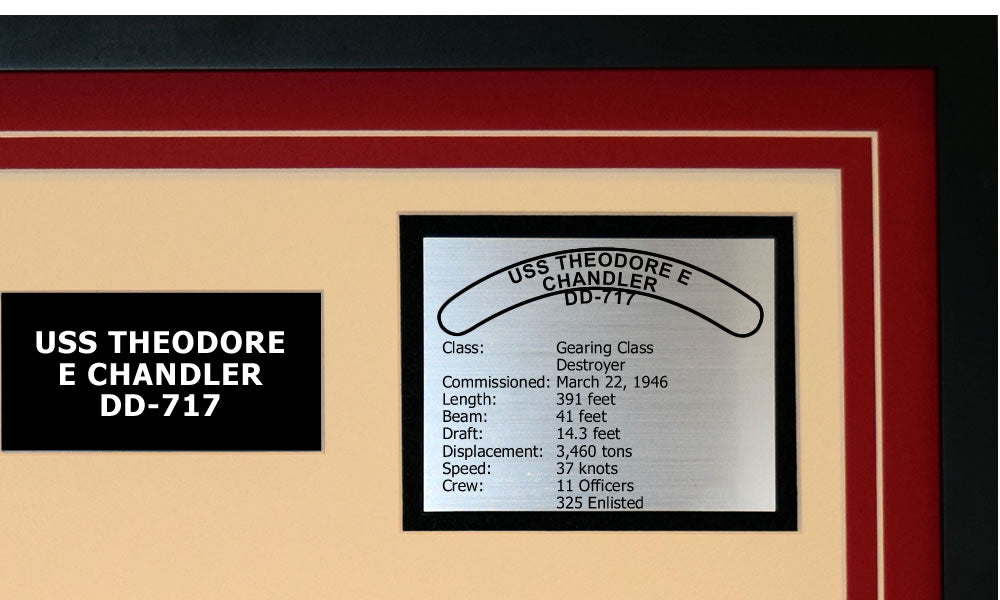 USS THEODORE
E CHANDLER
DD-717
USS THEODORE E
CHANDLER
DD-717
Class: Gearing Class
Destroyer
Commissioned: March 22, 1946
Length: 391 feet
Beam: 41 feet
Draft: 14.3 feet
Displacement: 3,460 tons
Speed: 37 knots
Crew: 11 Officers
325 Enlisted